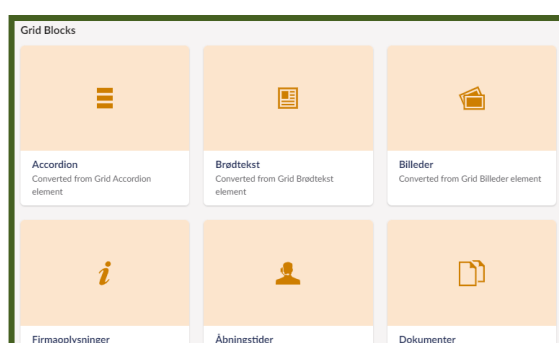 Grid Blocks
Accordion
Converted from Grid Accordion
element
Brødtekst
Converted from Grid Brødtekst
element
Billeder
Converted from Grid Billeder element
Firmaoplysninger
Åbningstider
Dokumenter